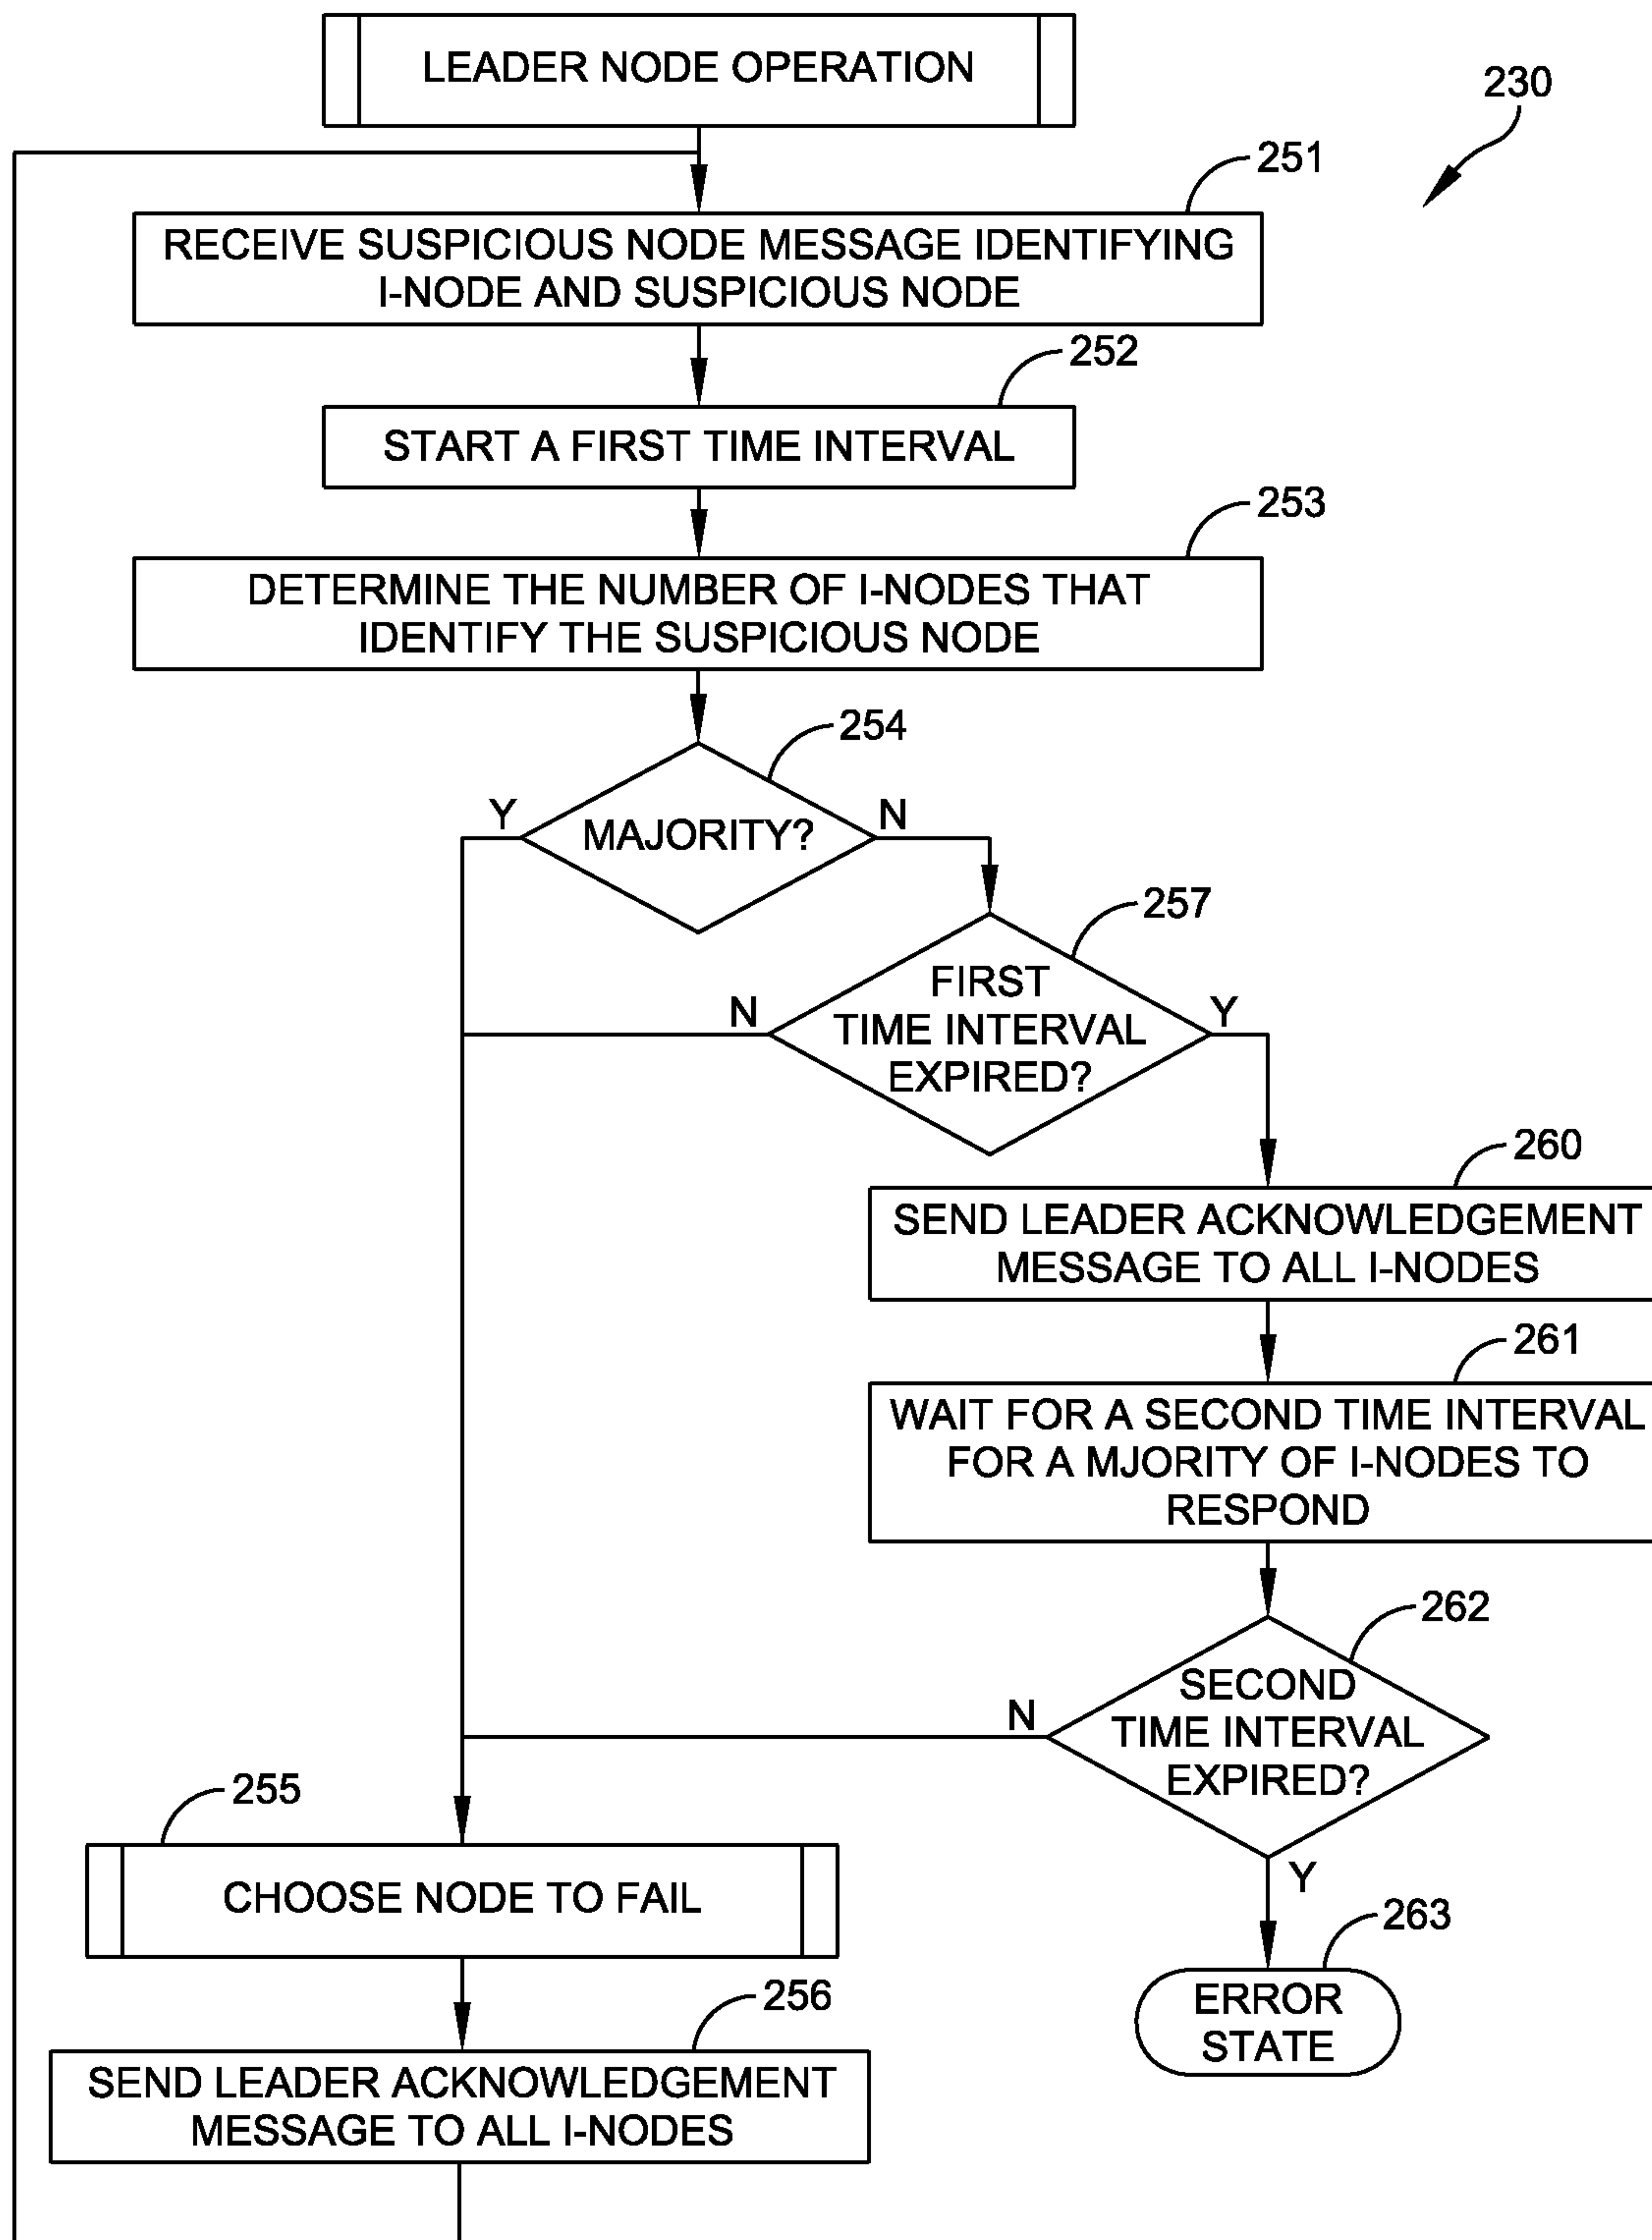 LEADER NODE OPERATION
230
251
RECEIVE SUSPICIOUS NODE MESSAGE IDENTIFYING
I-NODE AND SUSPICIOUS NODE
252
START A FIRST TIME INTERVAL
253
DETERMINE THE NUMBER OF I-NODES THAT
IDENTIFY THE SUSPICIOUS NODE
254
Y
MAJORITY?
N
257
N
FIRST
TIME INTERVAL
EXPIRED?
Y
260
SEND LEADER ACKNOWLEDGEMENT
MESSAGE TO ALL I-NODES
261
WAIT FOR A SECOND TIME INTERVAL
FOR A MJORITY OF I-NODES TO
RESPOND
262
N
SECOND
TIME INTERVAL
EXPIRED?
Y
255
CHOOSE NODE TO FAIL
263
ERROR
STATE
256
SEND LEADER ACKNOWLEDGEMENT
MESSAGE TO ALL I-NODES